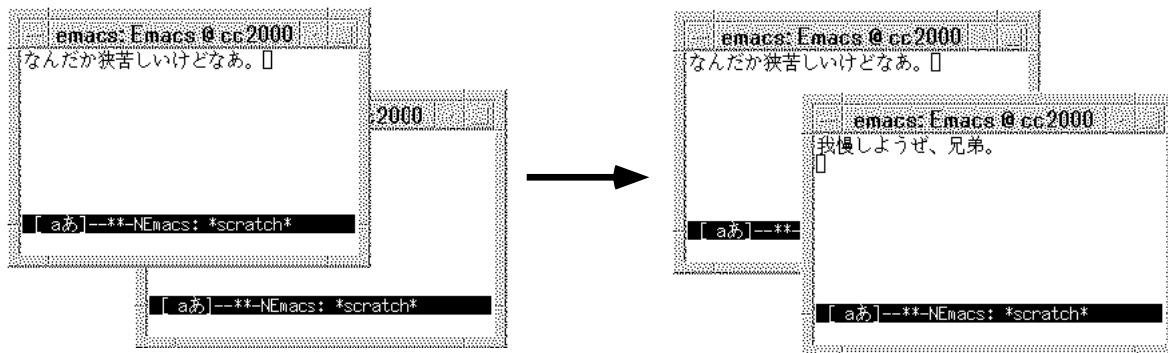 emacs: Emacs @ cc2000
なんだか狭苦しいけどなあ。
[ aあ]--**-NEmacs: *scratch*
:2000
[ aあ]--**-NEmacs: *scratch*
emacs: Emacs @ cc2000
なんだか狭苦しいけどなあ。
[ aあ]--**-
emacs: Emacs @ cc2000
我慢しようぜ、兄弟。
[ aあ]--**-NEmacs: *scratch*